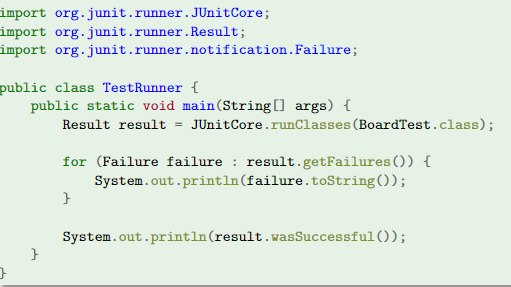 import org.junit.runner.JUnitCore;
import org.junit.runner.Result;
import org.junit.runner.notification.Failure;
public class TestRunner {
    public static void main(String[] args) {
        Result result = JUnitCore.runClasses(BoardTest.class);
        for (Failure failure : result.getFailures()) {
            System.out.println(failure.toString());
        }
        System.out.println(result.wasSuccessful());
    }
}